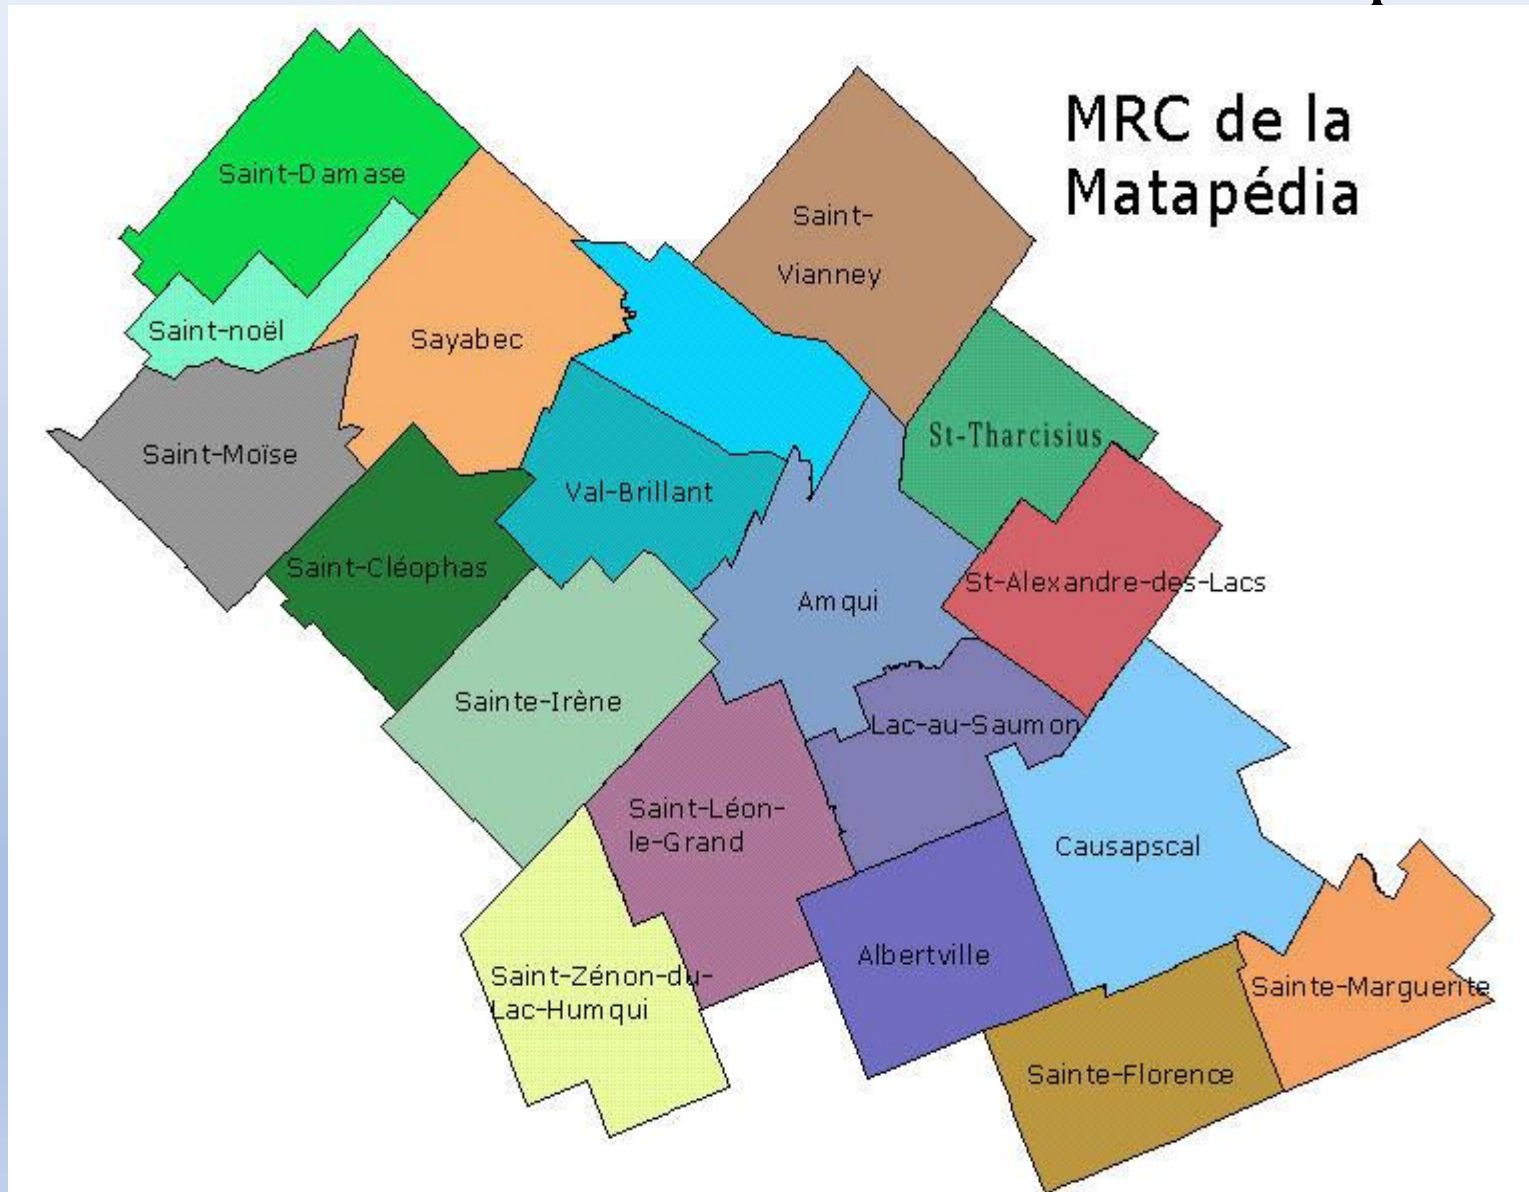 MRC de la
Matapédia
Saint-Damase
Saint-
Vianney
Saint-noël
Sayabec
St-Tharcisius
Saint-Moïse
Val-Brillant
Saint-Cléophas
St-Alexandre-des-Lacs
Amqui
Sainte-Irène
Lac-au-Saumon
Saint-Léon-
le-Grand
Causapscal
Albertville
Saint-Zénon-du-
Lac-Humqui
Sainte-Marguerite
Sainte-Florence